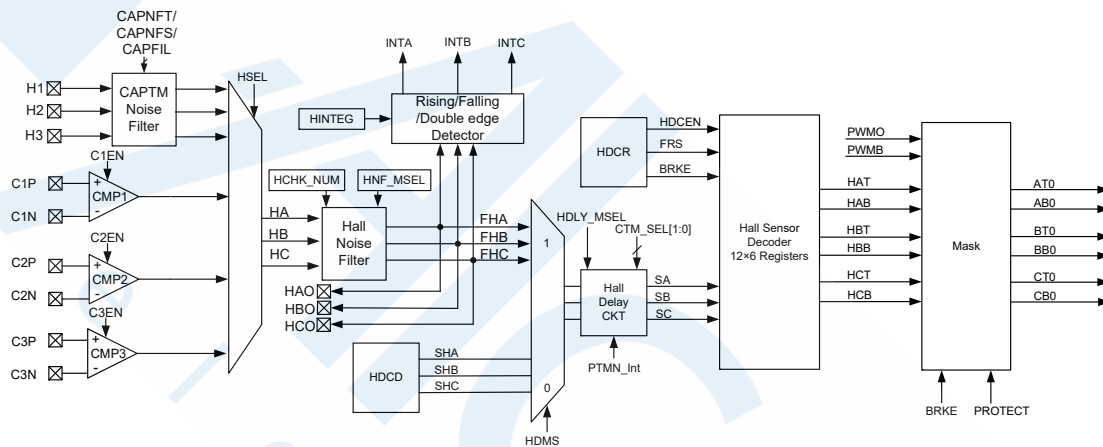 CAPNFT/
CAPNFS/
CAPFIL
H1
H2
H3
CAPTM
Noise
Filter
HSEL
INTA
INTB
INTC
Rising/Falling
/Double edge
Detector
HINTEG
C1EN
C1P
C1N
+
-
CMP1
C2EN
C2P
C2N
+
-
CMP2
C3EN
C3P
C3N
+
-
CMP3
HCHK_NUM
HNF_MSEL
HA
HB
HC
Hall
Noise
Filter
FHA
FHB
FHC
HAO
HBO
HCO
HDCD
SHA
SHB
SHC
1
0
HDMS
HDLY_MSEL
CTM_SEL[1:0]
Hall
Delay
CKT
PTMN_Int
SA
SB
SC
HDCR
HDCEN
FRS
BRKE
Hall Sensor
Decoder
12×6 Registers
HAT
HAB
HBT
HBB
HCT
HCB
PWMO
PWMB
Mask
BRKE
PROTECT
AT0
AB0
BT0
BB0
CT0
CB0